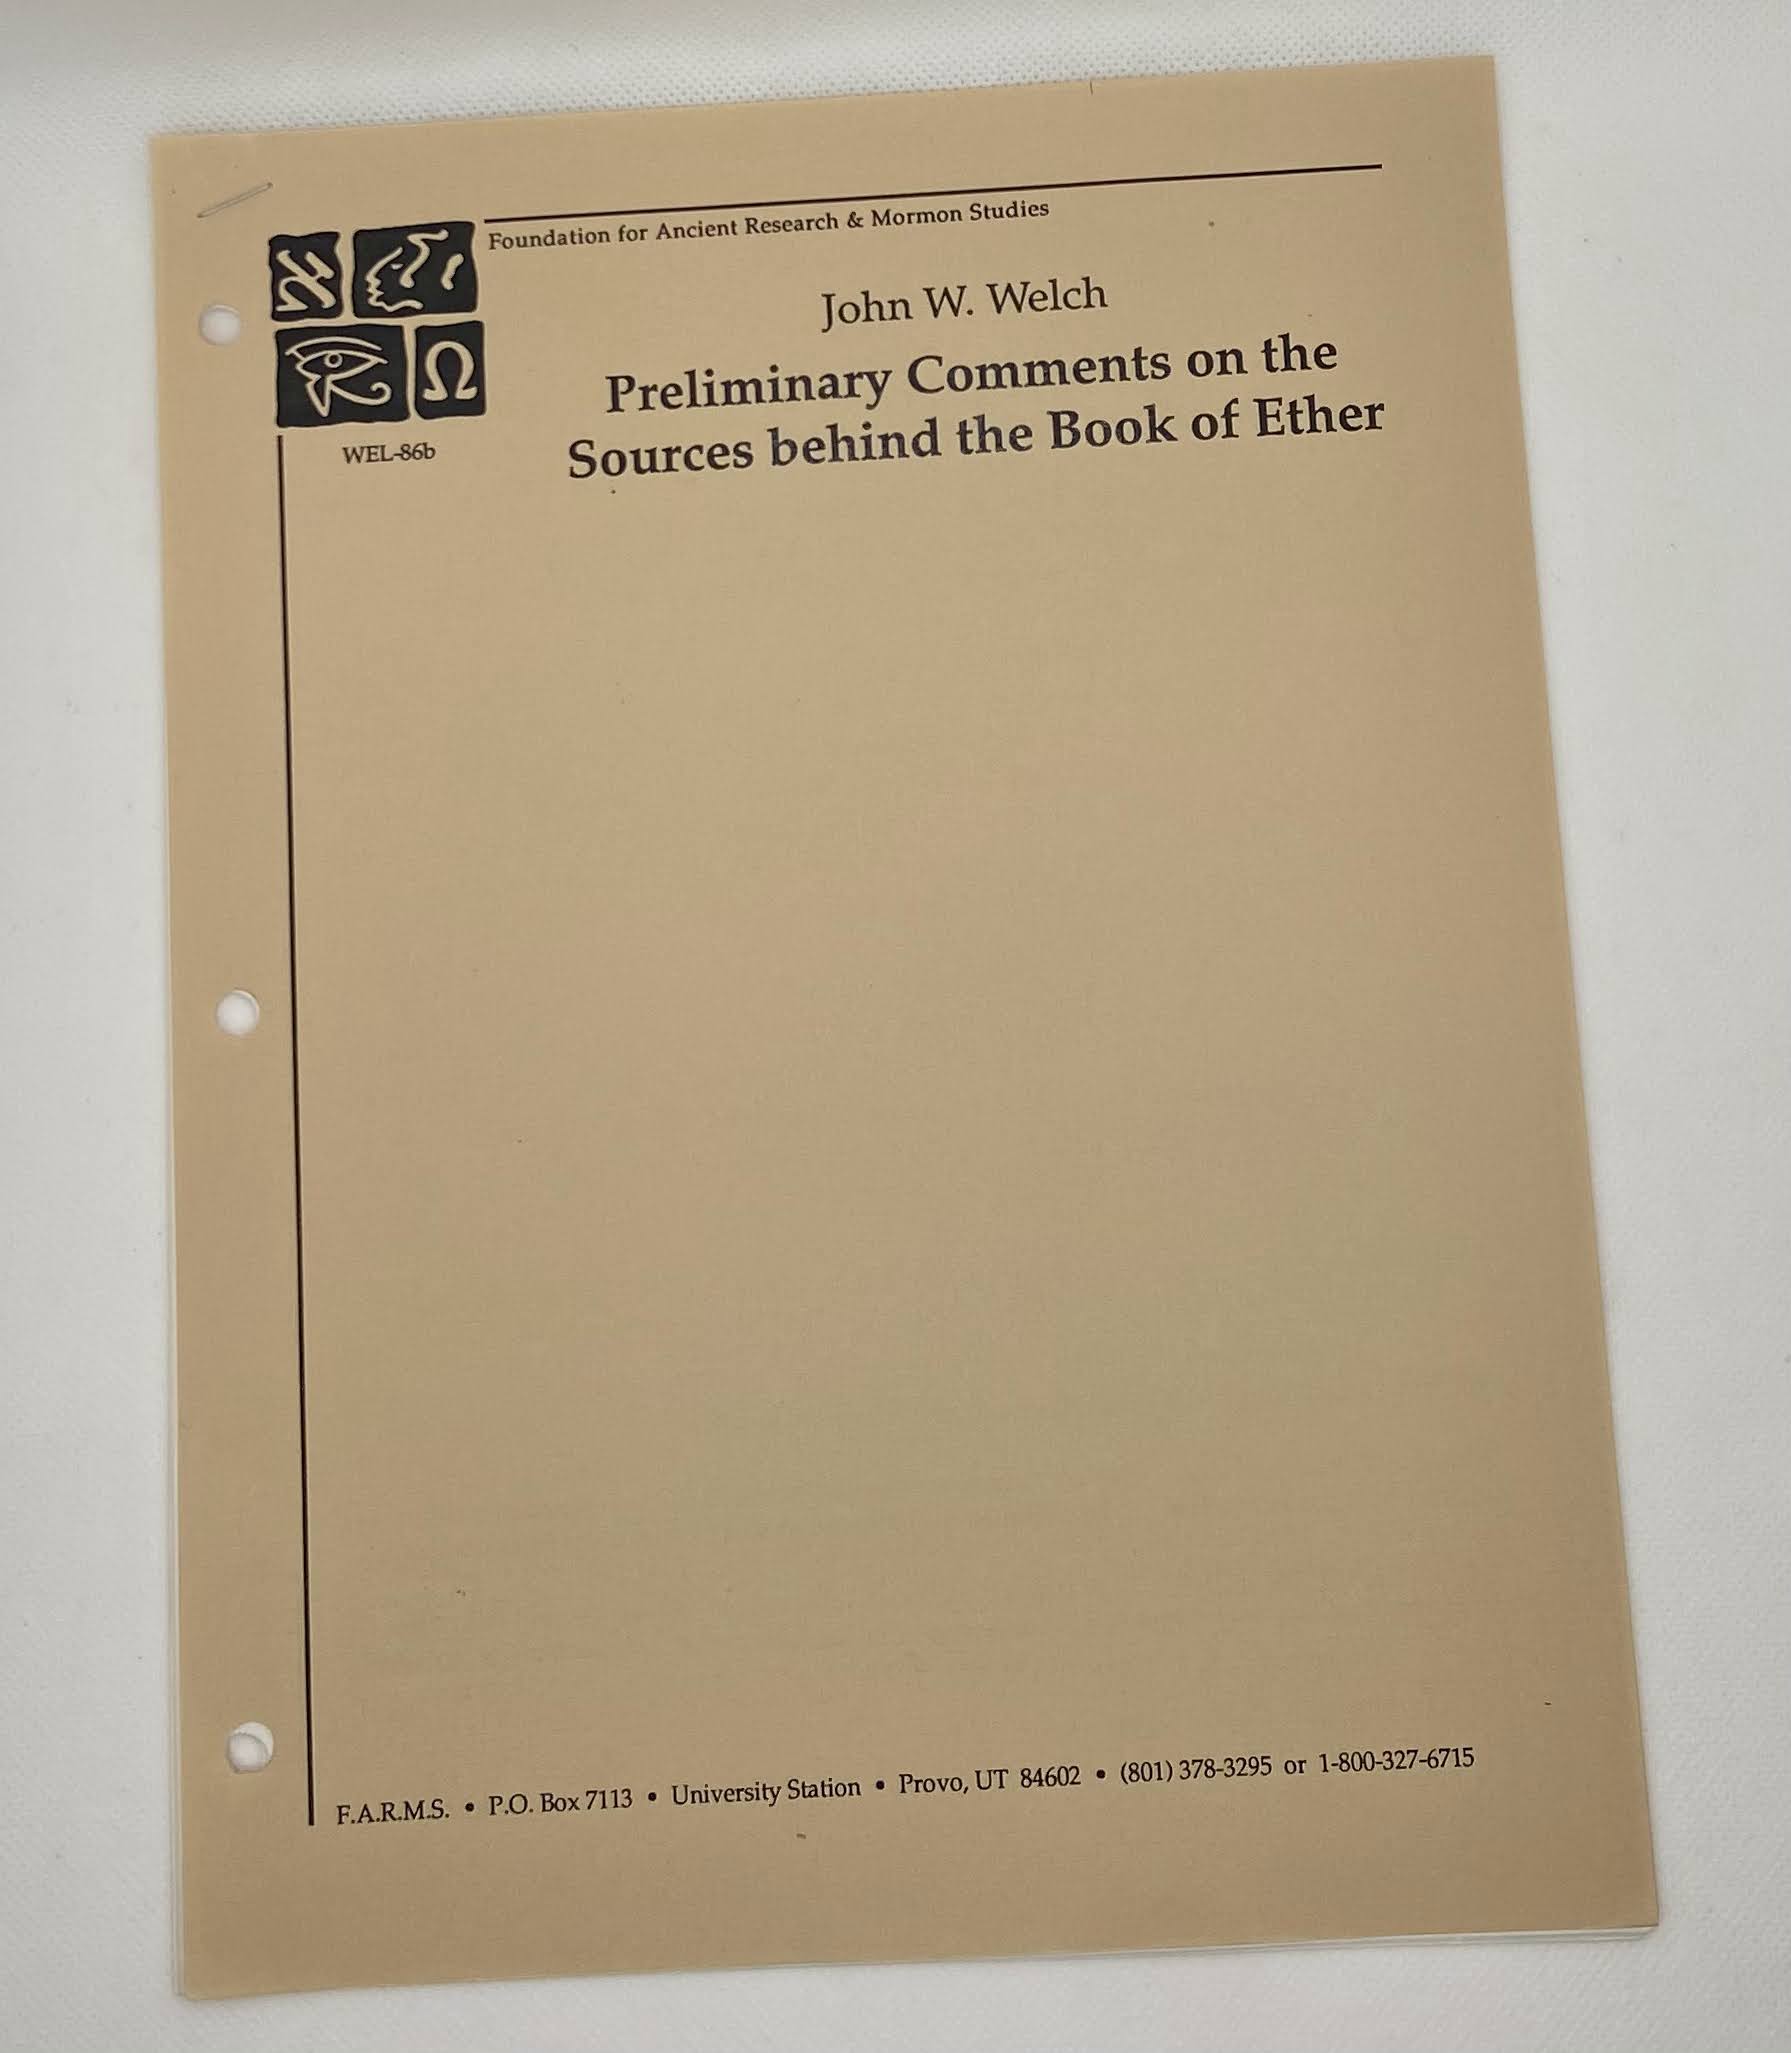 Foundation for Ancient Research & Mormon Studies
א
Ω
John W. Welch
Preliminary Comments on the
Sources behind the Book of Ether
WEL-86b
F.A.R.M.S. • P.O. Box 7113 • University Station • Provo, UT 84602 • (801) 378-3295 or 1-800-327-6715